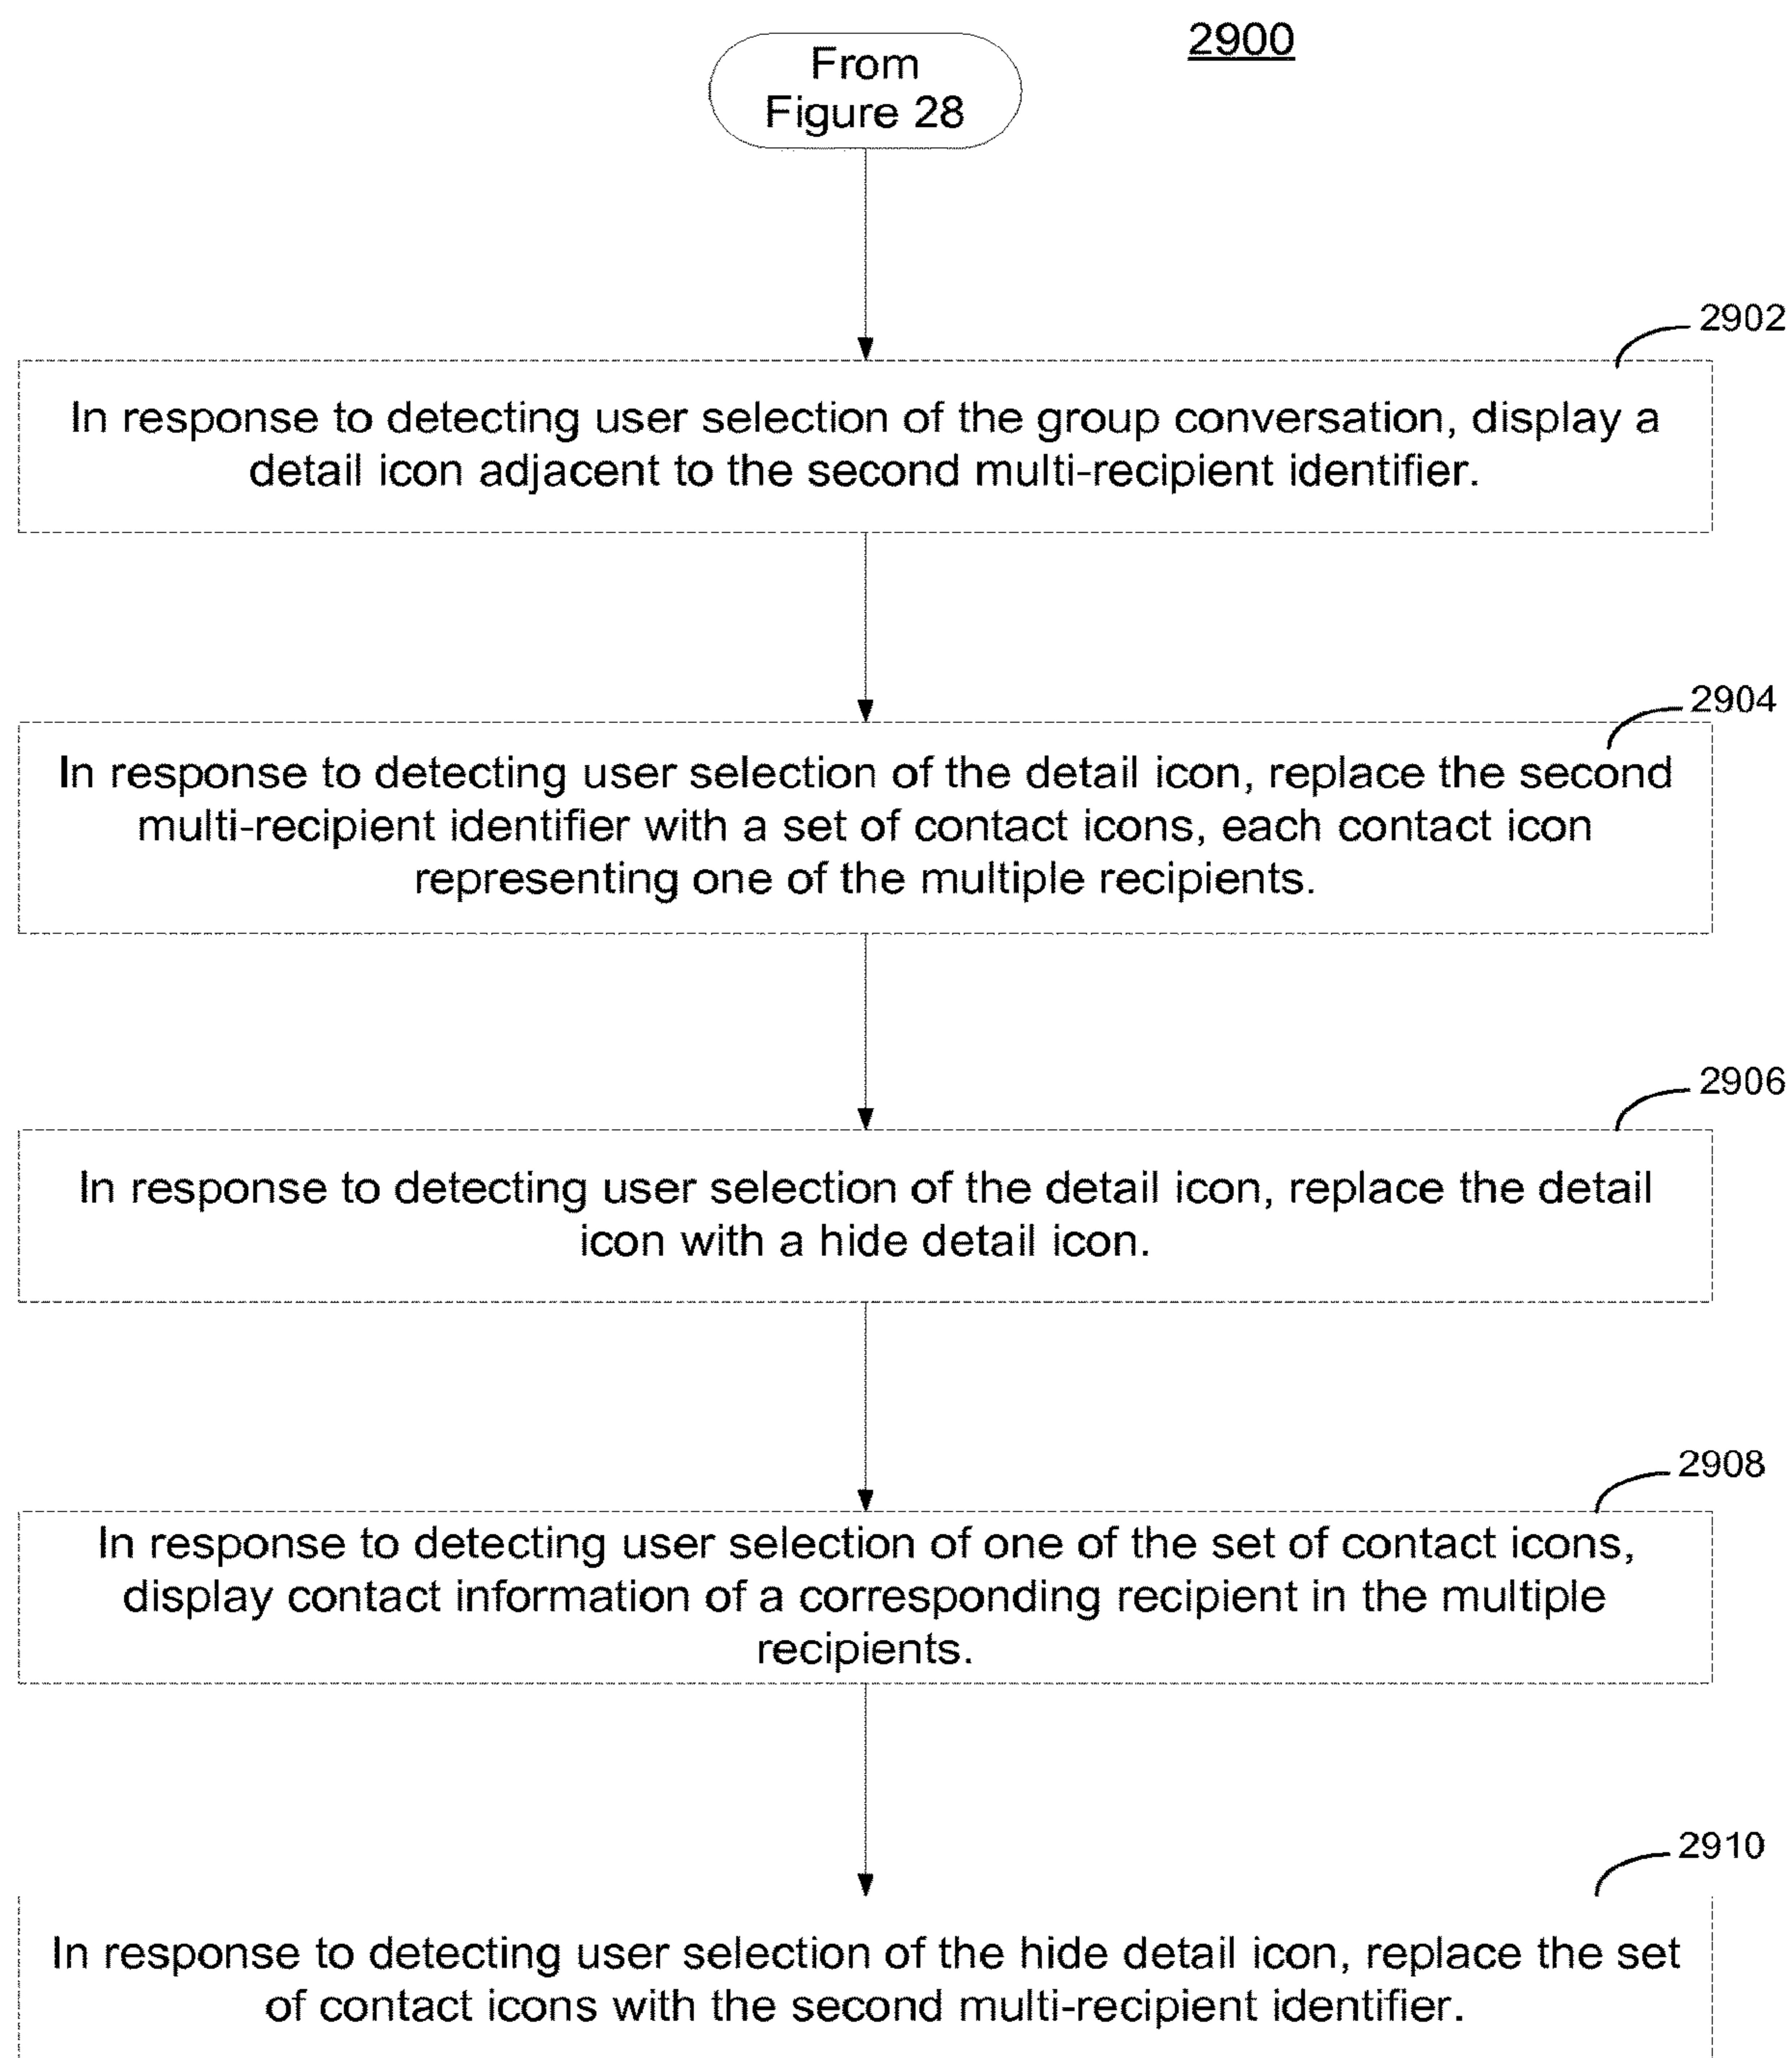 2900
From
Figure 28
2902
In response to detecting user selection of the group conversation, display a
detail icon adjacent to the second multi-recipient identifier.
2904
In response to detecting user selection of the detail icon, replace the second
multi-recipient identifier with a set of contact icons, each contact icon
representing one of the multiple recipients.
2906
In response to detecting user selection of the detail icon, replace the detail
icon with a hide detail icon.
2908
In response to detecting user selection of one of the set of contact icons,
display contact information of a corresponding recipient in the multiple
recipients.
2910
In response to detecting user selection of the hide detail icon, replace the set
of contact icons with the second multi-recipient identifier.